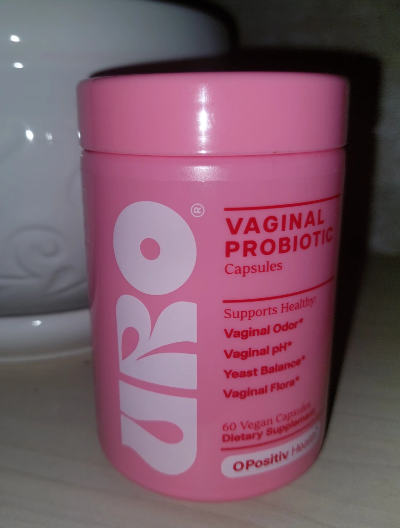 URO®
VAGINAL
PROBIOTIC
Capsules
Supports Healthy:
Vaginal Odor*
Vaginal pH*
Yeast Balance*
Vaginal Flora*
60 Vegan Capsules
Dietary Supplement
OPositiv Health